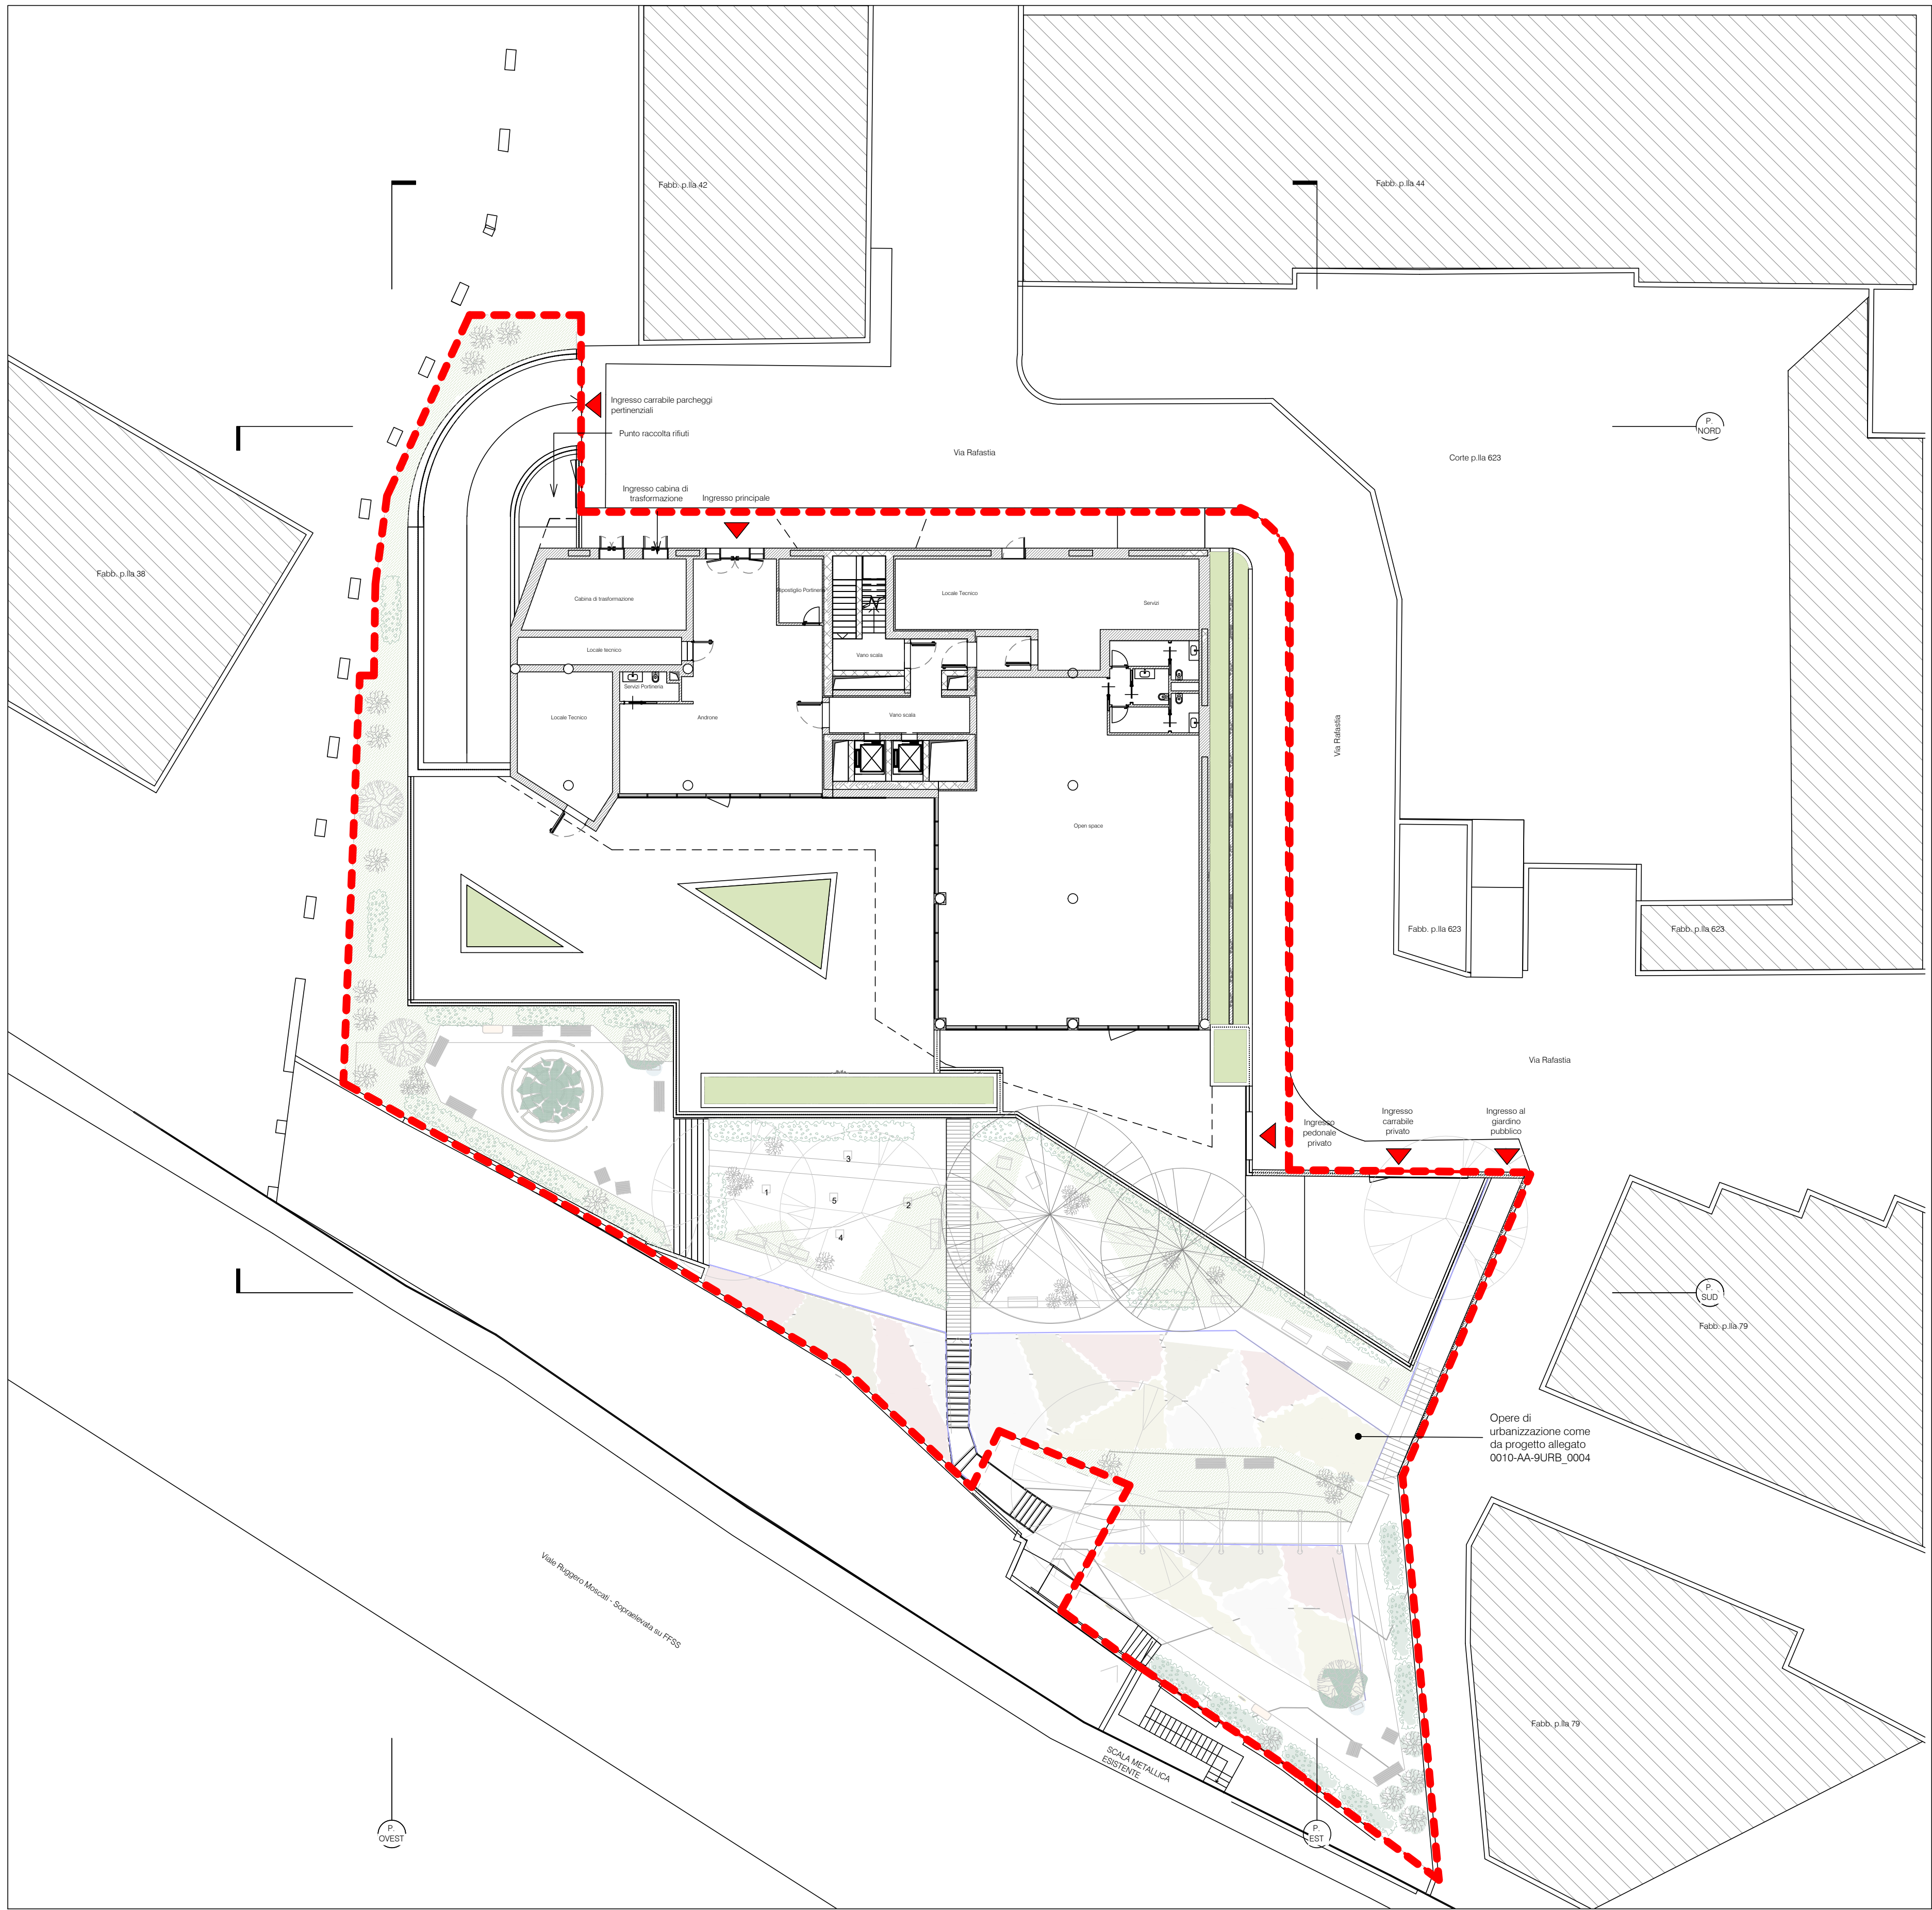 Fabb. p.lla 42
Fabb. p.lla 44
Ingresso carrabile parcheggi
pertinenziali
Punto raccolta rifiuti
P.
NORD
Via Rafastia
Corte p.lla 623
Ingresso cabina di
trasformazione
Ingresso principale
Fabb. p.lla 38
Cabina di trasformazione
Ripostiglio Portineria
Locale Tecnico
Servizi
Locale tecnico
Vano scala
Servizi Portineria
Locale Tecnico
Androne
Vano scala
Via Rafastia
Open space
Fabb. p.lla 623
Fabb. p.lla 623
Via Rafastia
Ingresso
pedonale
privato
Ingresso
carrabile
privato
Ingresso al
giardino
pubblico
3
1
5
2
4
P.
SUD
Fabb. p.lla 79
Opere di
urbanizzazione come
da progetto allegato
0010-AA-9URB_0004
Viale Ruggero Moscati - Sopraelevata su FFSS
Fabb. p.lla 79
SCALA METALLICA
ESISTENTE
P.
OVEST
P.
EST